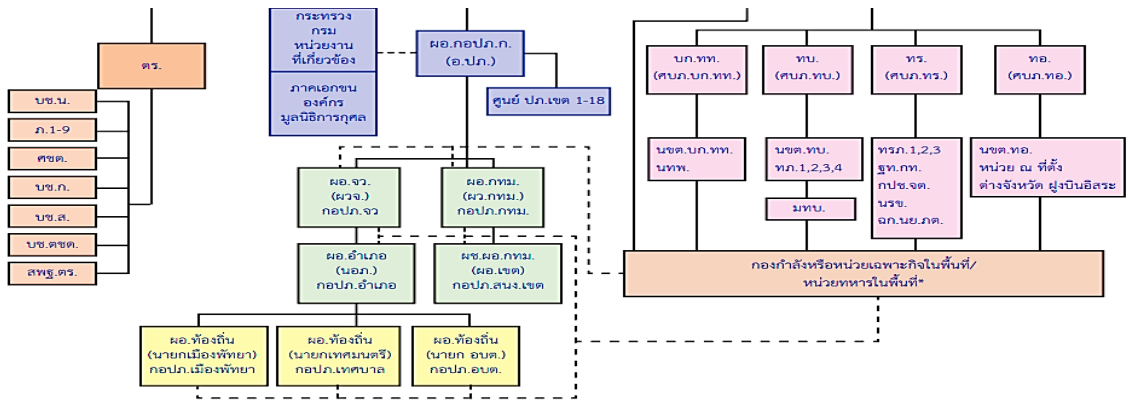 ตร.
บช.น.
ภ.1-9
ศชต.
บช.ก.
บช.ส.
บช.ตชด.
สพฐ.ตร.
กระทรวง
กรม
หน่วยงาน
ที่เกี่ยวข้อง
ภาคเอกชน
องค์กร
มูลนิธิการกุศล
ผอ.กอปภ.ก.
(อ.ปภ.)
ศูนย์ ปภ.เขต 1-18
ผอ.จว.
(ผวจ.)
กอปภ.จว
ผอ.กทม.
(ผว.กทม.)
กอปภ.กทม.
ผอ.อำเภอ
(นอภ.)
กอปภ.อำเภอ
ผช.ผอ.กทม.
(ผอ.เขต)
กอปภ.สนง.เขต
ผอ.ท้องถิ่น
(นายกเมืองพัทยา)
กอปภ.เมืองพัทยา
ผอ.ท้องถิ่น
(นายกเทศมนตรี)
กอปภ.เทศบาล
ผอ.ท้องถิ่น
(นายก อบต.)
กอปภ.อบต.
บก.ทท.
(ศบภ.บก.ทท.)
ทบ.
(ศบภ.ทบ.)
ทร.
(ศบภ.ทร.)
ทอ.
(ศบภ.ทอ.)
นขต.บก.ทท.
นทพ.
นขต.ทบ.
ทภ.1,2,3,4
มทบ.
ทรภ.1,2,3
ฐท.กท.
กปช.จต.
นรข.
ฉก.นย.ภต.
นขต.ทอ.
หน่วย ณ ที่ตั้ง
ต่างจังหวัด ฝูงบินอิสระ
กองกำลังหรือหน่วยเฉพาะกิจในพื้นที่/
หน่วยทหารในพื้นที่*